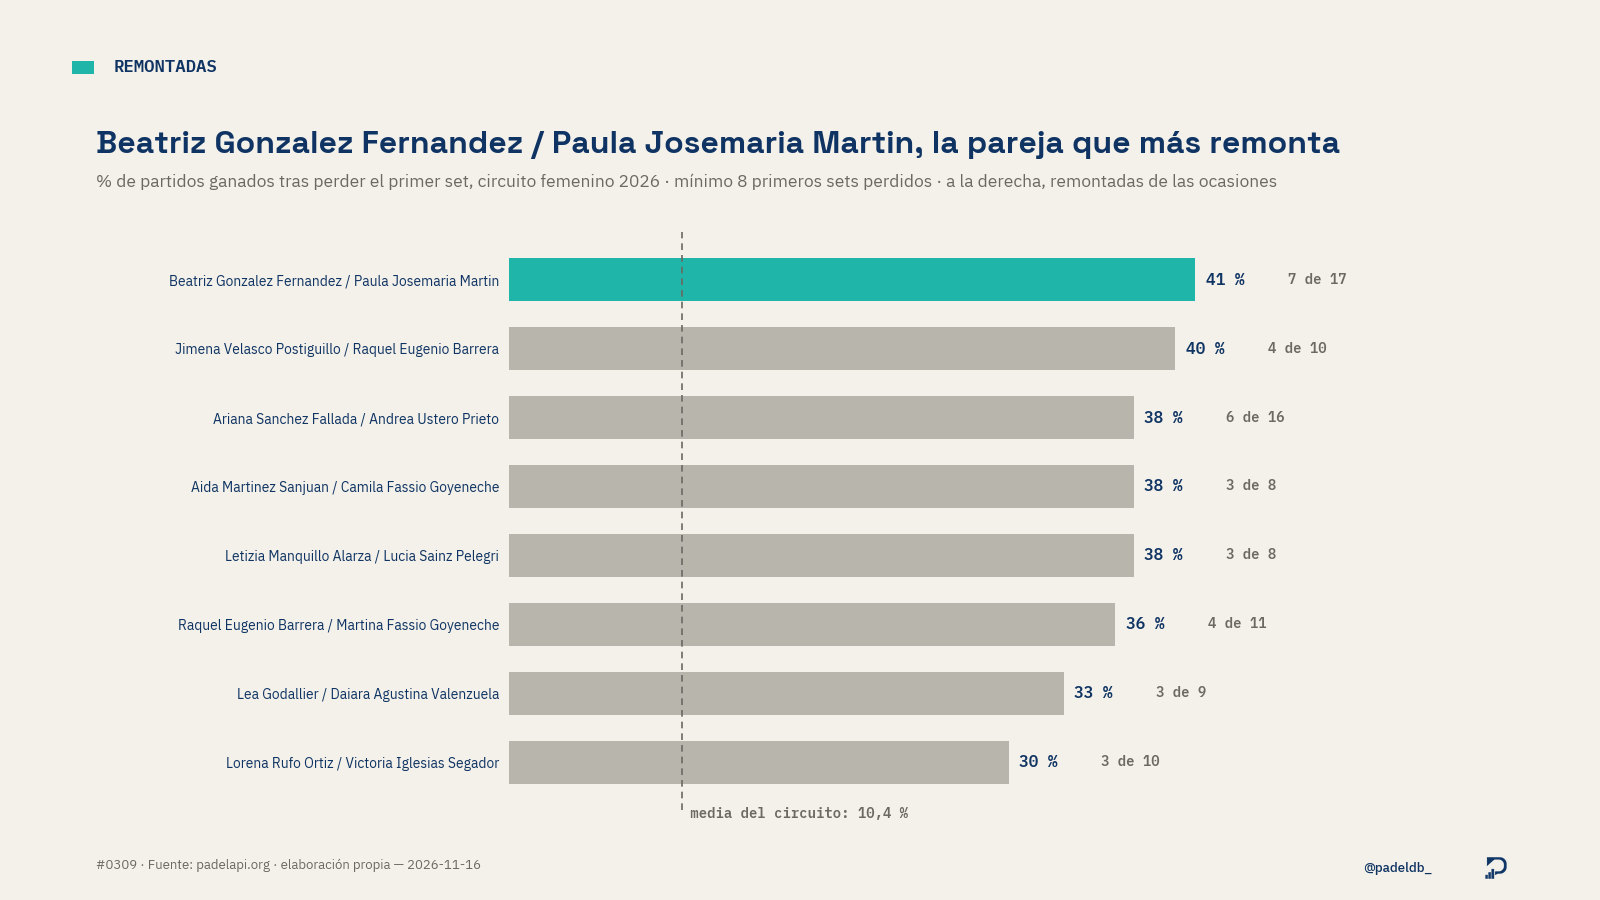 REMONTADAS
Beatriz Gonzalez Fernandez / Paula Josemaria Martin, la pareja que más remonta
% de partidos ganados tras perder el primer set, circuito femenino 2026 · mínimo 8 primeros sets perdidos · a la derecha, remontadas de las ocasiones
Beatriz Gonzalez Fernandez / Paula Josemaria Martin 41 % 7 de 17
Jimena Velasco Postiguillo / Raquel Eugenio Barrera 40 % 4 de 10
Ariana Sanchez Fallada / Andrea Ustero Prieto 38 % 6 de 16
Aida Martinez Sanjuan / Camila Fassio Goyeneche 38 % 3 de 8
Letizia Manquillo Alarza / Lucia Sainz Pelegri 38 % 3 de 8
Raquel Eugenio Barrera / Martina Fassio Goyeneche 36 % 4 de 11
Lea Godallier / Daiara Agustina Valenzuela 33 % 3 de 9
Lorena Rufo Ortiz / Victoria Iglesias Segador 30 % 3 de 10
media del circuito: 10,4 %
#0309 · Fuente: padelapi.org · elaboración propia — 2026-11-16
@padeldb_